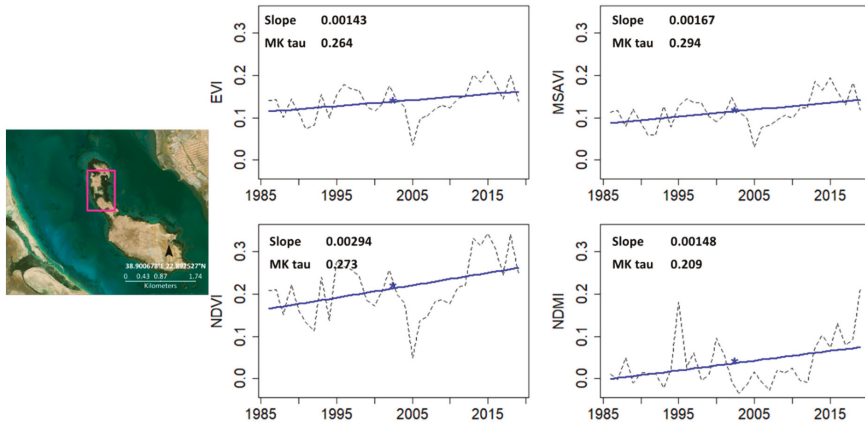 Slope 0.00143
MK tau 0.264
EVI
0.3
0.2
0.1
0.0
1985 1995 2005 2015
Slope 0.00167
MK tau 0.294
MSAVI
0.3
0.2
0.1
0.0
1985 1995 2005 2015
38.900678°E 22.892527°N
0 0.43 0.87 1.74
Kilometers
Slope 0.00294
MK tau 0.273
NDVI
0.3
0.2
0.1
0.0
1985 1995 2005 2015
Slope 0.00148
MK tau 0.209
NDMI
0.3
0.2
0.1
0.0
1985 1995 2005 2015